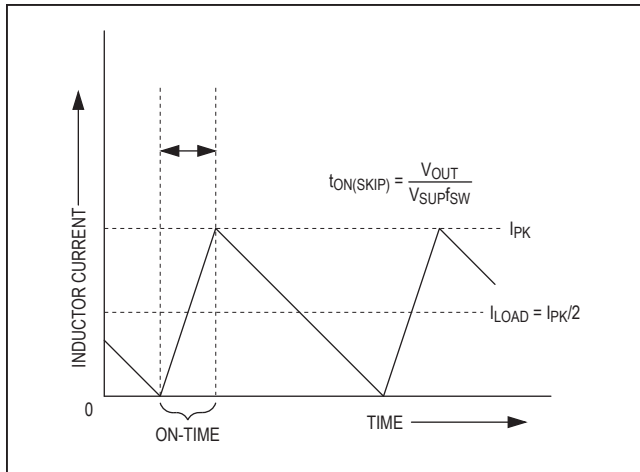 INDUCTOR CURRENT
tON(SKIP) = VOUT
VSUPfSW
IPK
ILOAD = IPK/2
0
ON-TIME
TIME